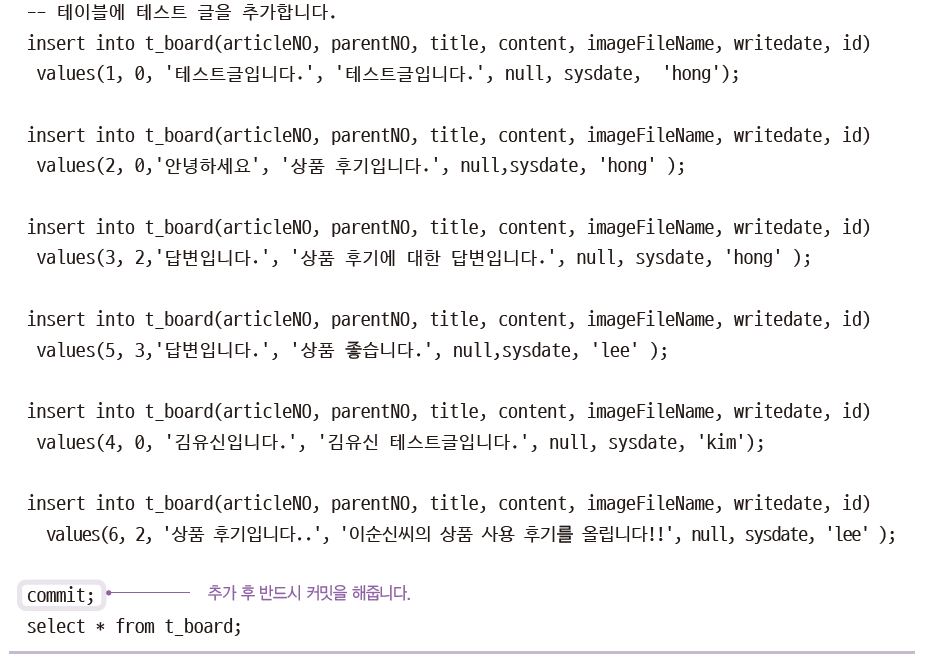 -- 테이블에 테스트 글을 추가합니다.
insert into t_board(articleNO, parentNO, title, content, imageFileName, writedate, id)
values(1, 0, '테스트글입니다.', '테스트글입니다.', null, sysdate, 'hong');
insert into t_board(articleNO, parentNO, title, content, imageFileName, writedate, id)
values(2, 0,'안녕하세요', '상품 후기입니다.', null,sysdate, 'hong' );
insert into t_board(articleNO, parentNO, title, content, imageFileName, writedate, id)
values(3, 2,'답변입니다.', '상품 후기에 대한 답변입니다.', null, sysdate, 'hong' );
insert into t_board(articleNO, parentNO, title, content, imageFileName, writedate, id)
values(5, 3,'답변입니다.', '상품 좋습니다.', null,sysdate, 'lee' );
insert into t_board(articleNO, parentNO, title, content, imageFileName, writedate, id)
values(4, 0, '김유신입니다.', '김유신 테스트글입니다.', null, sysdate, 'kim');
insert into t_board(articleNO, parentNO, title, content, imageFileName, writedate, id)
values(6, 2, '상품 후기입니다..', '이순신씨의 상품 사용 후기를 올립니다!!', null, sysdate, 'lee' );
commit; 추가 후 반드시 커밋을 해줍니다.
select * from t_board;